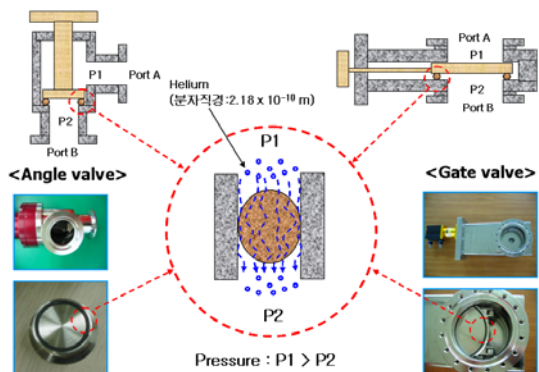 Port A
P1
P2
Port B
<Angle valve>
Helium
(분자직경:2.18 x 10⁻¹⁰ m)
P1
P2
Pressure : P1 > P2
Port A
P1
P2
Port B
<Gate valve>